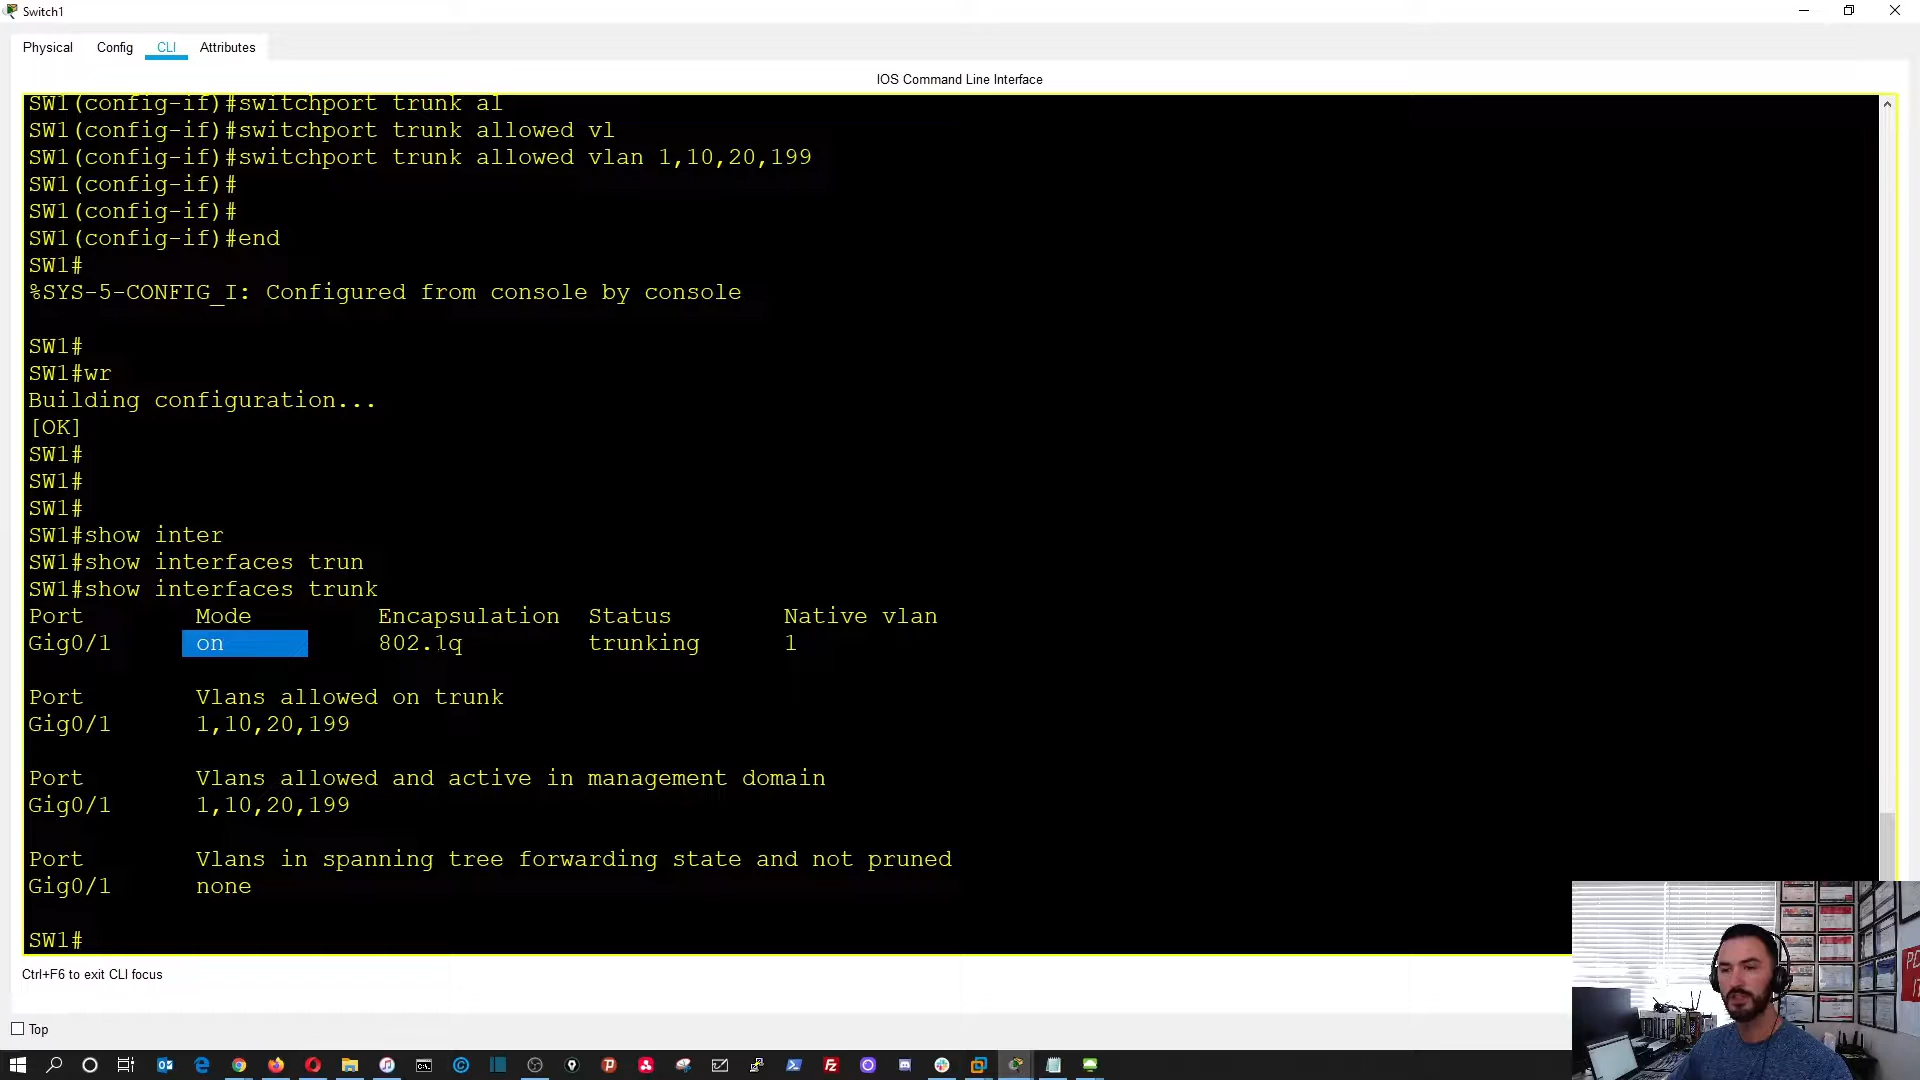 Switch1
Physical Config CLI Attributes
IOS Command Line Interface
SW1(config-if)#switchport trunk al
SW1(config-if)#switchport trunk allowed vl
SW1(config-if)#switchport trunk allowed vlan 1,10,20,199
SW1(config-if)#
SW1(config-if)#
SW1(config-if)#end
SW1#
%SYS-5-CONFIG_I: Configured from console by console
SW1#
SW1#wr
Building configuration...
[OK]
SW1#
SW1#
SW1#
SW1#show inter
SW1#show interfaces trun
SW1#show interfaces trunk
Port Mode Encapsulation Status Native vlan
Gig0/1 on 802.1q trunking 1
Port Vlans allowed on trunk
Gig0/1 1,10,20,199
Port Vlans allowed and active in management domain
Gig0/1 1,10,20,199
Port Vlans in spanning tree forwarding state and not pruned
Gig0/1 none
SW1#
Ctrl+F6 to exit CLI focus
Top